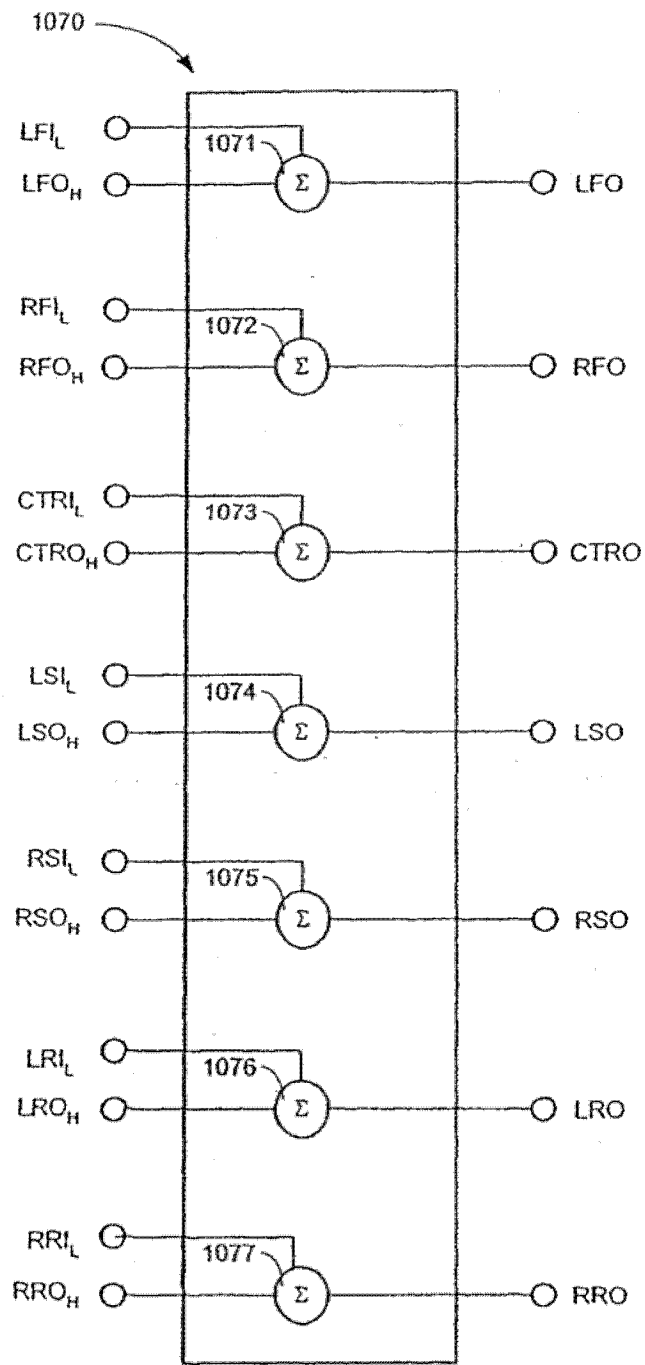 1070
LFI_L
1071
LFO_H Σ LFO
RFI_L
1072
RFO_H Σ RFO
CTRI_L
1073
CTRO_H Σ CTRO
LSI_L
1074
LSO_H Σ LSO
RSI_L
1075
RSO_H Σ RSO
LRI_L
1076
LRO_H Σ LRO
RRI_L
1077
RRO_H Σ RRO